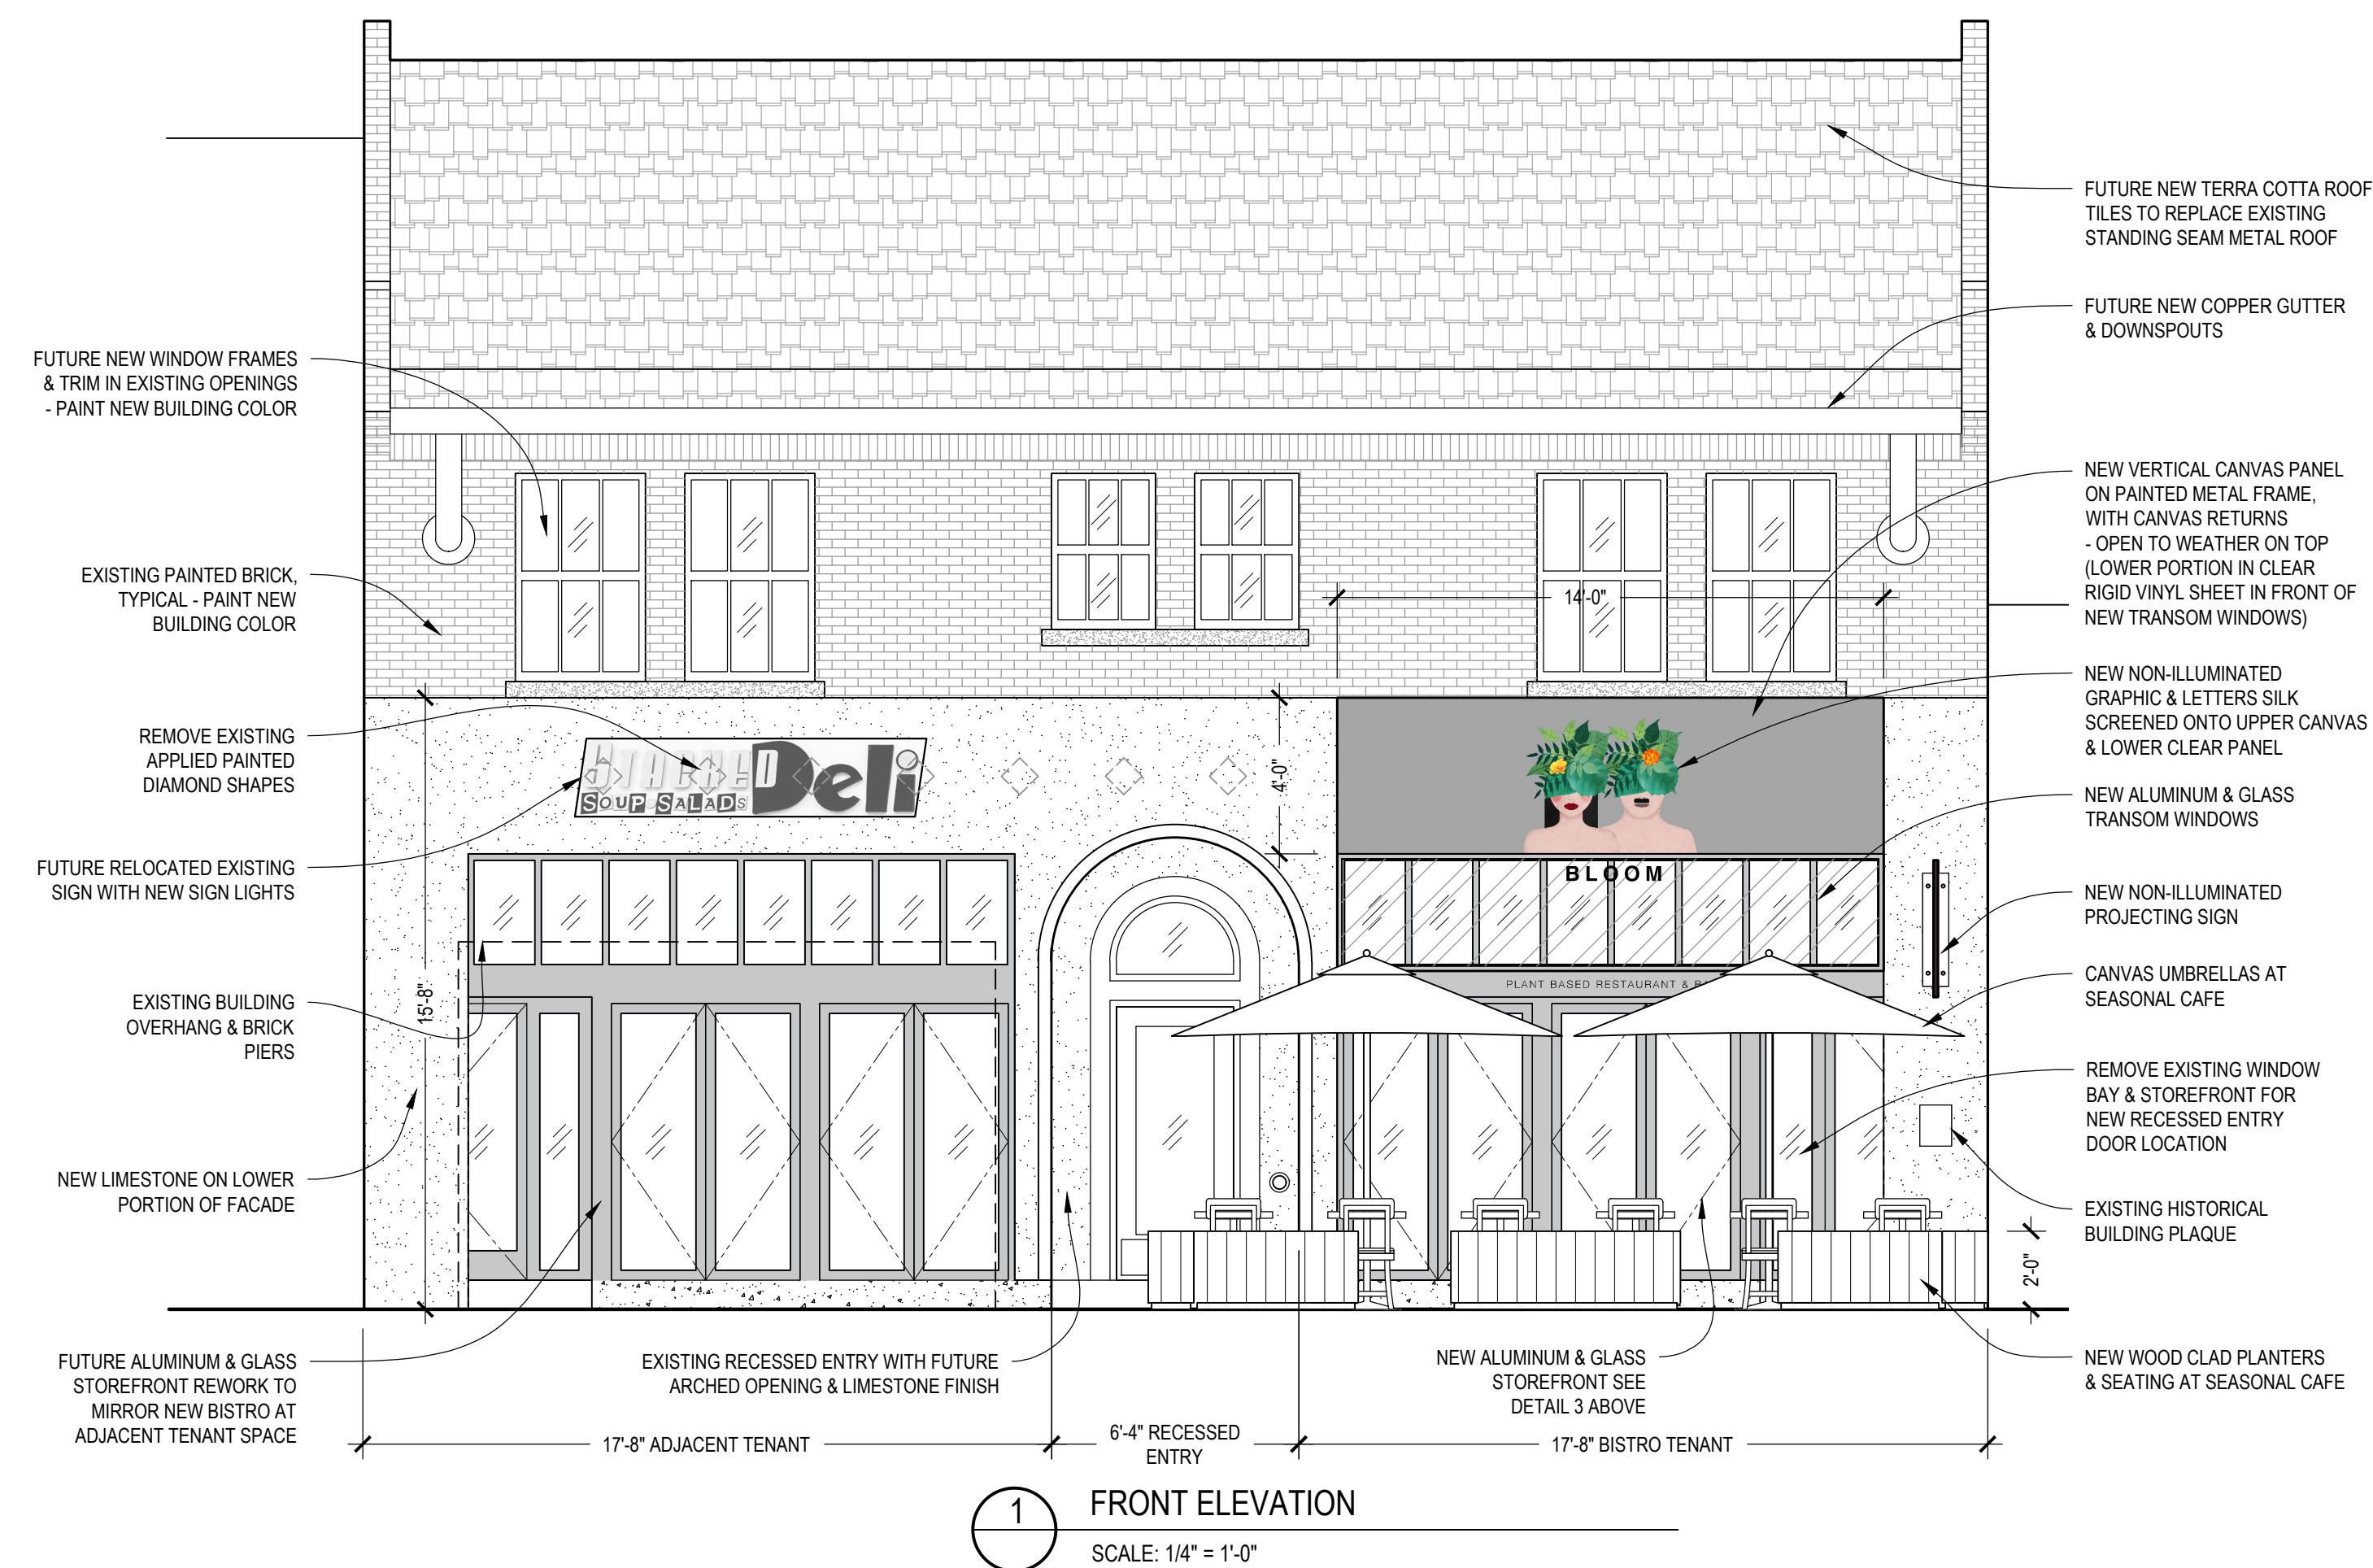 FUTURE NEW WINDOW FRAMES
& TRIM IN EXISTING OPENINGS
- PAINT NEW BUILDING COLOR
EXISTING PAINTED BRICK,
TYPICAL - PAINT NEW
BUILDING COLOR
REMOVE EXISTING
APPLIED PAINTED
DIAMOND SHAPES
FUTURE RELOCATED EXISTING
SIGN WITH NEW SIGN LIGHTS
EXISTING BUILDING
OVERHANG & BRICK
PIERS
NEW LIMESTONE ON LOWER
PORTION OF FACADE
FUTURE ALUMINUM & GLASS
STOREFRONT REWORK TO
MIRROR NEW BISTRO AT
ADJACENT TENANT SPACE
15'-8"
STACKED Deli
SOUP SALADS
4'-0"
14'-0"
BLOOM
PLANT BASED RESTAURANT &
EXISTING RECESSED ENTRY WITH FUTURE
ARCHED OPENING & LIMESTONE FINISH
NEW ALUMINUM & GLASS
STOREFRONT SEE
DETAIL 3 ABOVE
FUTURE NEW TERRA COTTA ROOF
TILES TO REPLACE EXISTING
STANDING SEAM METAL ROOF
FUTURE NEW COPPER GUTTER
& DOWNSPOUTS
NEW VERTICAL CANVAS PANEL
ON PAINTED METAL FRAME,
WITH CANVAS RETURNS
- OPEN TO WEATHER ON TOP
(LOWER PORTION IN CLEAR
RIGID VINYL SHEET IN FRONT OF
NEW TRANSOM WINDOWS)
NEW NON-ILLUMINATED
GRAPHIC & LETTERS SILK
SCREENED ONTO UPPER CANVAS
& LOWER CLEAR PANEL
NEW ALUMINUM & GLASS
TRANSOM WINDOWS
NEW NON-ILLUMINATED
PROJECTING SIGN
CANVAS UMBRELLAS AT
SEASONAL CAFE
REMOVE EXISTING WINDOW
BAY & STOREFRONT FOR
NEW RECESSED ENTRY
DOOR LOCATION
EXISTING HISTORICAL
BUILDING PLAQUE
2'-0"
NEW WOOD CLAD PLANTERS
& SEATING AT SEASONAL CAFE
17'-8" ADJACENT TENANT
6'-4" RECESSED
ENTRY
17'-8" BISTRO TENANT
1
FRONT ELEVATION
SCALE: 1/4" = 1'-0"